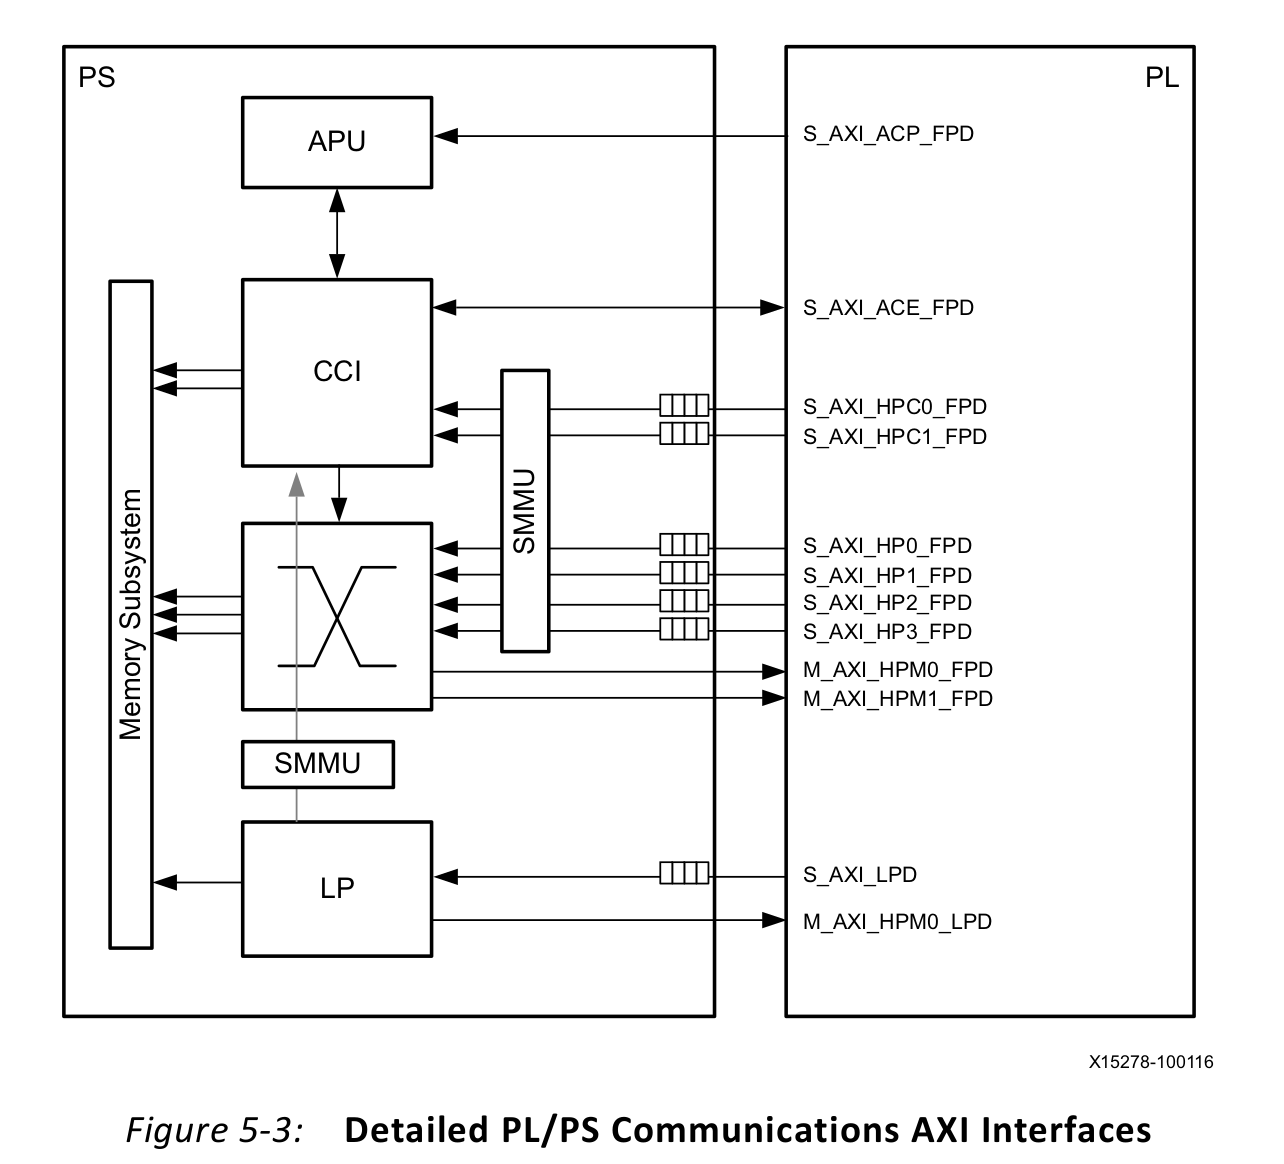 PS
PL
APU
S_AXI_ACP_FPD
CCI
S_AXI_ACE_FPD
S_AXI_HPC0_FPD
S_AXI_HPC1_FPD
SMMU
Memory Subsystem
S_AXI_HP0_FPD
S_AXI_HP1_FPD
S_AXI_HP2_FPD
S_AXI_HP3_FPD
M_AXI_HPM0_FPD
M_AXI_HPM1_FPD
SMMU
LP
S_AXI_LPD
M_AXI_HPM0_LPD
X15278-100116
Figure 5-3: Detailed PL/PS Communications AXI Interfaces